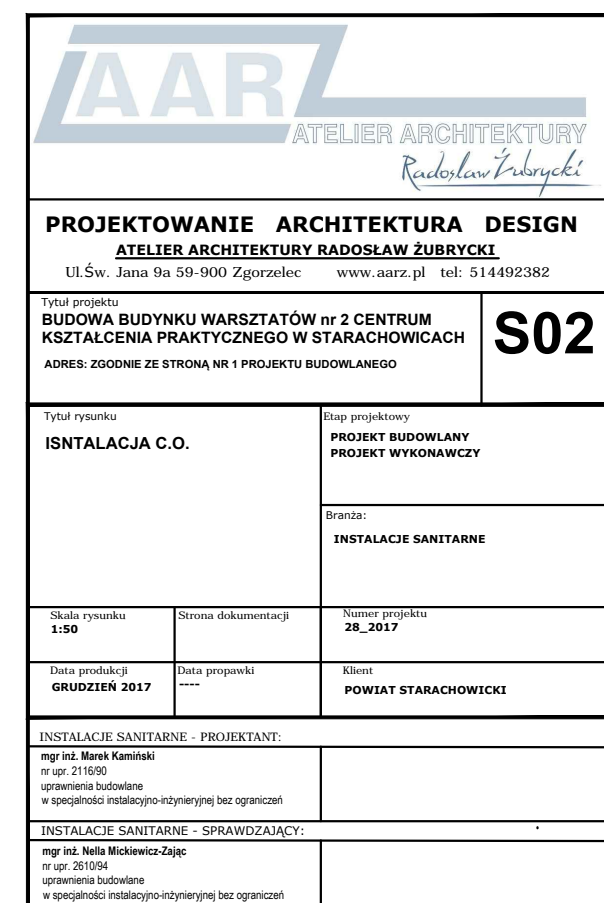 AARZ
ATELIER ARCHITEKTURY
Radosław Żubrycki
PROJEKTOWANIE ARCHITEKTURA DESIGN
ATELIER ARCHITEKTURY RADOSŁAW ŻUBRYCKI
Ul.Św. Jana 9a 59-900 Zgorzelec www.aarz.pl tel: 514492382
Tytuł projektu
BUDOWA BUDYNKU WARSZTATÓW nr 2 CENTRUM
KSZTAŁCENIA PRAKTYCZNEGO W STARACHOWICACH
ADRES: ZGODNIE ZE STRONĄ NR 1 PROJEKTU BUDOWLANEGO
S02
Tytuł rysunku
ISNTALACJA C.O.
Etap projektowy
PROJEKT BUDOWLANY
PROJEKT WYKONAWCZY
Branża:
INSTALACJE SANITARNE
Skala rysunku
1:50
Strona dokumentacji
Numer projektu
28_2017
Data produkcji
GRUDZIEŃ 2017
Data propawki
----
Klient
POWIAT STARACHOWICKI
INSTALACJE SANITARNE - PROJEKTANT:
mgr inż. Marek Kamiński
nr upr. 2116/90
uprawnienia budowlane
w specjalności instalacyjno-inżynieryjnej bez ograniczeń
INSTALACJE SANITARNE - SPRAWDZAJĄCY:
mgr inż. Nella Mickiewicz-Zając
nr upr. 2610/94
uprawnienia budowlane
w specjalności instalacyjno-inżynieryjnej bez ograniczeń